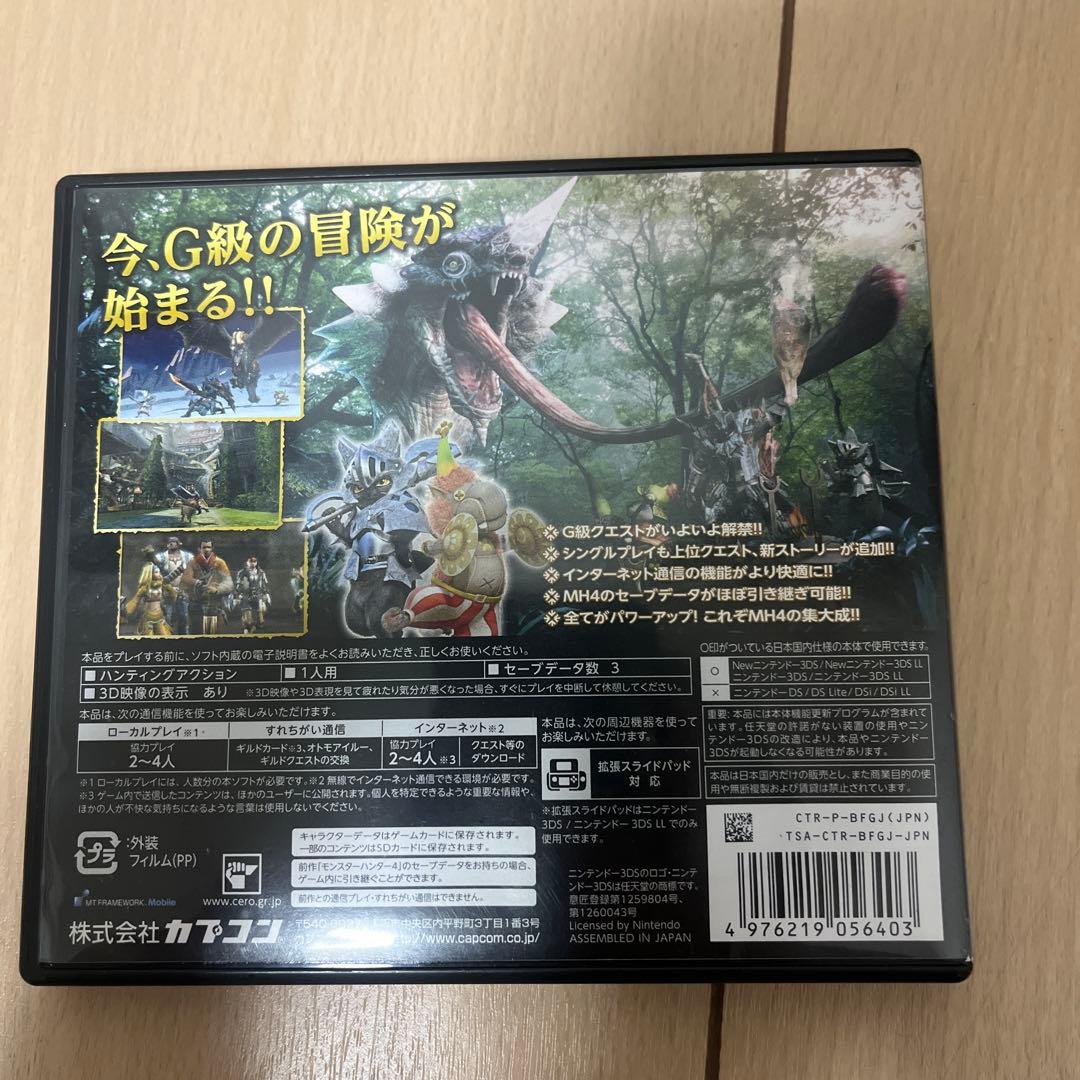 今、G級の冒険が
始まる!!
G級クエストがいよいよ解禁!!
シングルプレイも上位クエスト、新ストーリーが追加!!
インターネット通信の機能がより快適に!!
MH4のセーブデータがほぼ引き継ぎ可能!!
全てがパワーアップ! これぞMH4の集大成!!
本品をプレイする前に、ソフト内蔵の電子説明書をよくお読みいただき、正しくお使いください。
ハンティングアクション
1人用
セーブデータ数 3
3D映像の表示 あり ※3D映像や3D表現を見て疲れたり気分が悪くなった場合、すぐにプレイを中断して休憩してください。
本品は、次の通信機能を使ってお楽しみいただけます。
ローカルプレイ※1
すれちがい通信
インターネット※2
協力プレイ
2〜4人
ギルドカード※3、オトモアイルー、
ギルドクエストの交換
協力プレイ
2〜4人※3
クエスト等の
ダウンロード
※1 ローカルプレイには、人数分の本ソフトが必要です。※2 無線でインターネット通信できる環境が必要です。
※3 ゲーム内で送信したコンテンツは、ほかのユーザーに公開されます。個人を特定できるような重要な情報や、
ほかの人が不快な気持ちになるような言葉は使用しないでください。
本品は、次の周辺機器を使って
お楽しみいただけます。
拡張スライドパッド
対応
※拡張スライドパッドはニンテンドー
3DS / ニンテンドー3DS LLでのみ
使用できます。
がついている日本国内仕様の本体で使用できます。
○ Newニンテンドー3DS / Newニンテンドー3DS LL
ニンテンドー3DS / ニンテンドー3DS LL
× ニンテンドーDS / DS Lite / DSi / DSi LL
重要: 本品には本体機能更新プログラムが含まれて
います。任天堂の許諾がない装置の使用やニン
テンドー3DSの改造により、本品やニンテンドー
3DSが起動しなくなる可能性があります。
本品は日本国内だけの販売とし、また商業目的の使
用や無断複製および賃貸は禁止されています。
プラ
:外装
フィルム(PP)
www.cero.gr.jp
キャラクターデータはゲームカードに保存されます。
一部のコンテンツはSDカードに保存されます。
前作「モンスターハンター4」のセーブデータをお持ちの場合、
ゲーム内に引き継ぐことができます。
前作との通信プレイ・すれちがい通信はできません。
MT FRAMEWORK. Mobile
株式会社カプコン
中央区内平野町3丁目1番3号
http://www.capcom.co.jp/
ニンテンドー3DSのロゴ・ニンテ
ンドー3DSは任天堂の商標です。
意匠登録第1259804号、
第1260043号
Licensed by Nintendo
ASSEMBLED IN JAPAN
CTR-P-BFGJ(JPN)
TSA-CTR-BFGJ-JPN
4 976219 056403